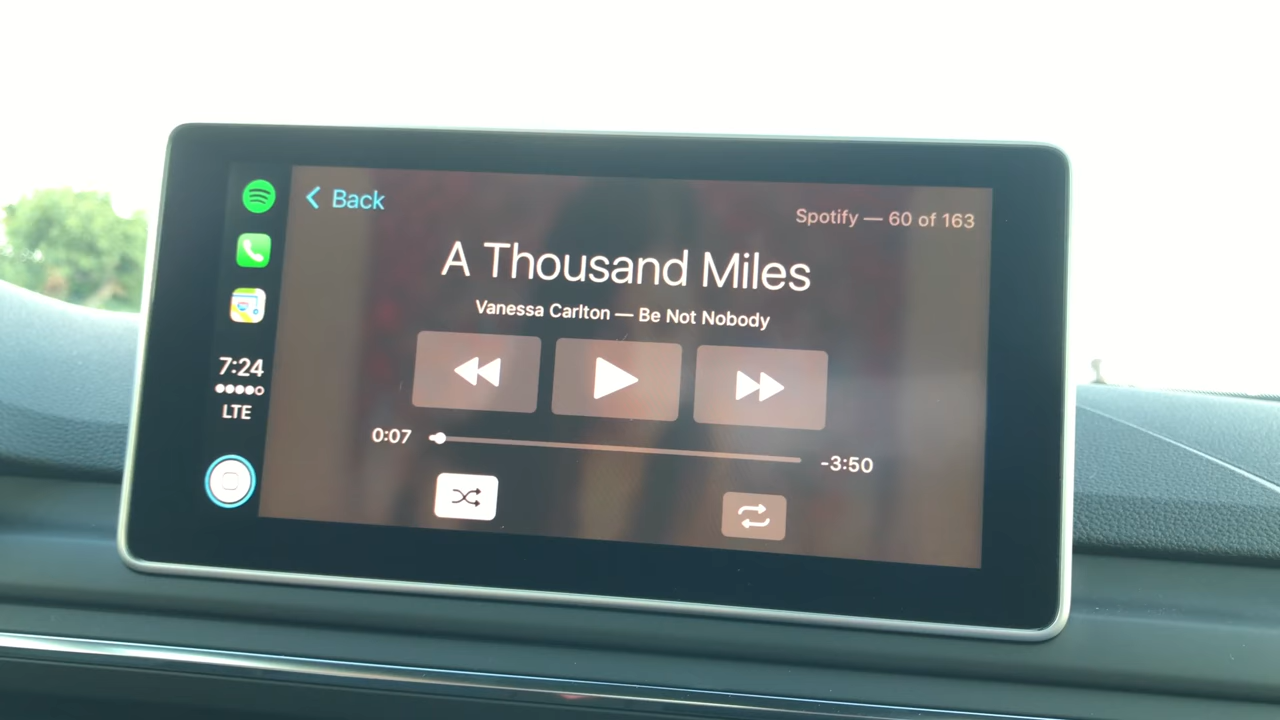 Back
Spotify — 60 of 163
A Thousand Miles
Vanessa Carlton — Be Not Nobody
7:24
LTE
0:07
-3:50